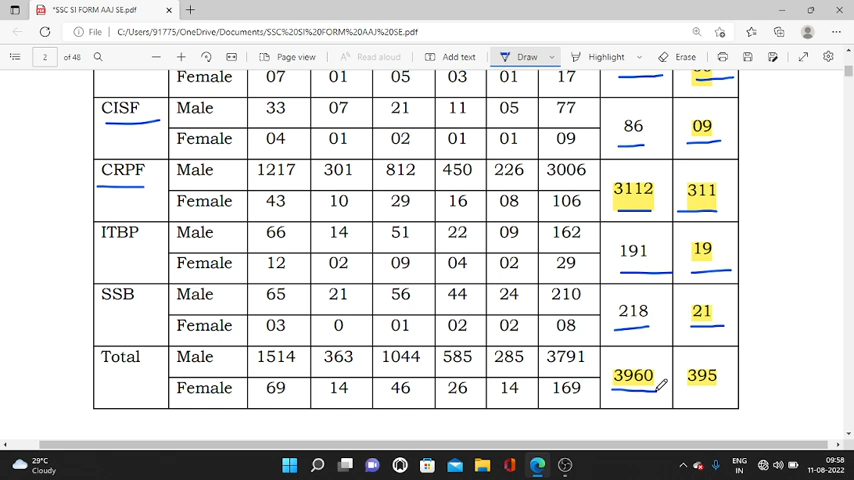 *SSC SI FORM AAJ SE.pdf
File C:/Users/91775/OneDrive/Documents/SSC%20SI%20FORM%20AAJ%20SE.pdf
2 of 48 Page view Read aloud Add text Draw Highlight Erase
Female 07 01 05 03 01 17
CISF Male 33 07 21 11 05 77 86 09
Female 04 01 02 01 01 09
CRPF Male 1217 301 812 450 226 3006 3112 311
Female 43 10 29 16 08 106
ITBP Male 66 14 51 22 09 162 191 19
Female 12 02 09 04 02 29
SSB Male 65 21 56 44 24 210 218 21
Female 03 0 01 02 02 08
Total Male 1514 363 1044 585 285 3791 3960 395
Female 69 14 46 26 14 169
29°C
Cloudy
ENG
IN
09:58
11-08-2022